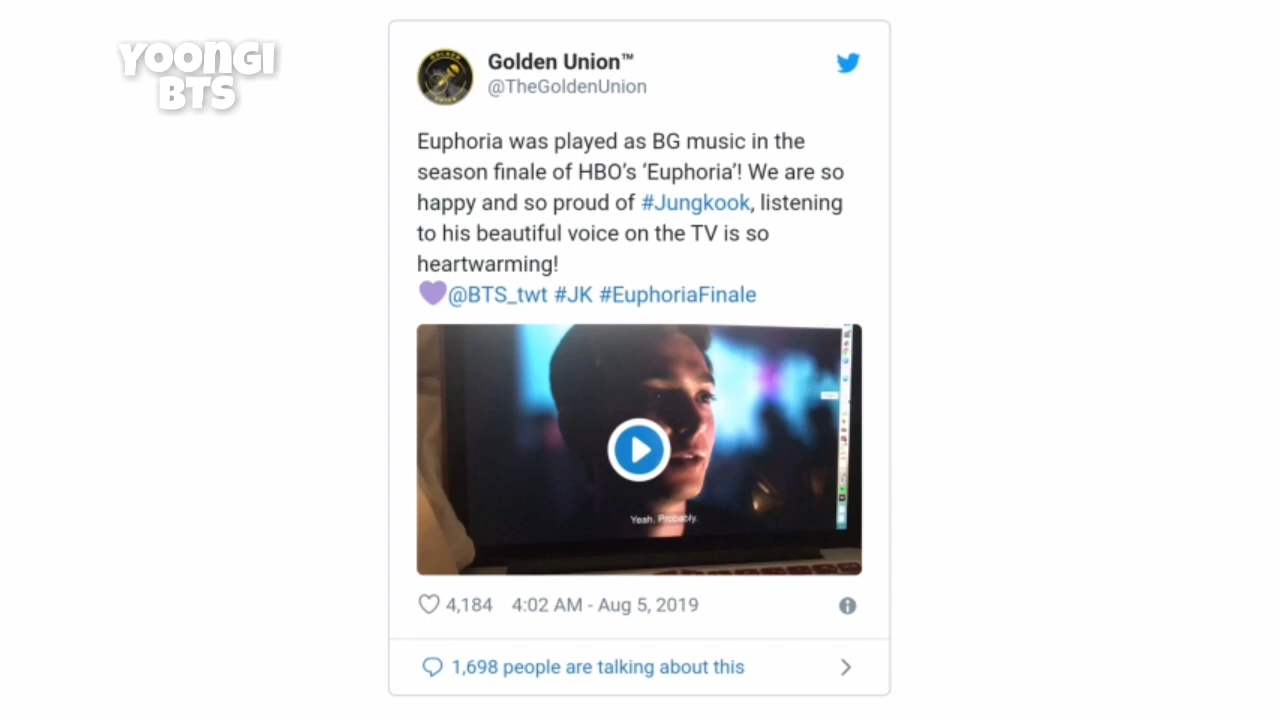 YOONGI
BTS
Golden Union™
@TheGoldenUnion
Euphoria was played as BG music in the
season finale of HBO’s ‘Euphoria’! We are so
happy and so proud of #Jungkook, listening
to his beautiful voice on the TV is so
heartwarming!
💜@BTS_twt #JK #EuphoriaFinale
Yeah. Probably.
4,184 4:02 AM - Aug 5, 2019
1,698 people are talking about this